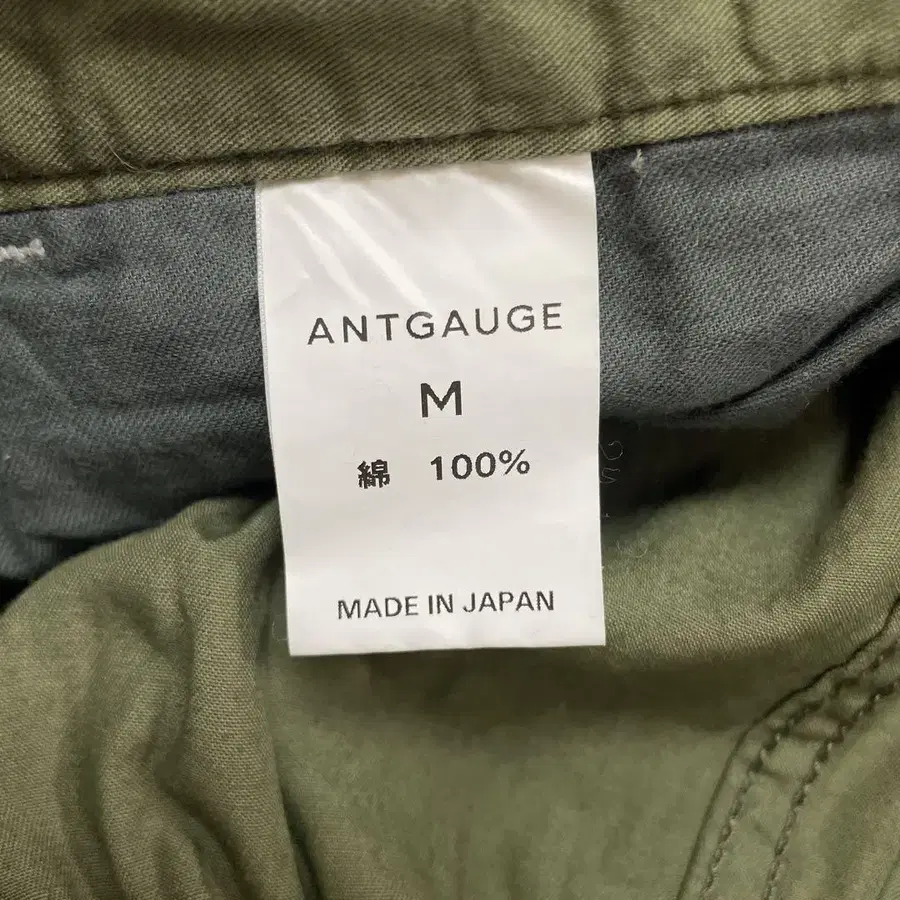 ANTGAUGE
M
綿 100%
MADE IN JAPAN